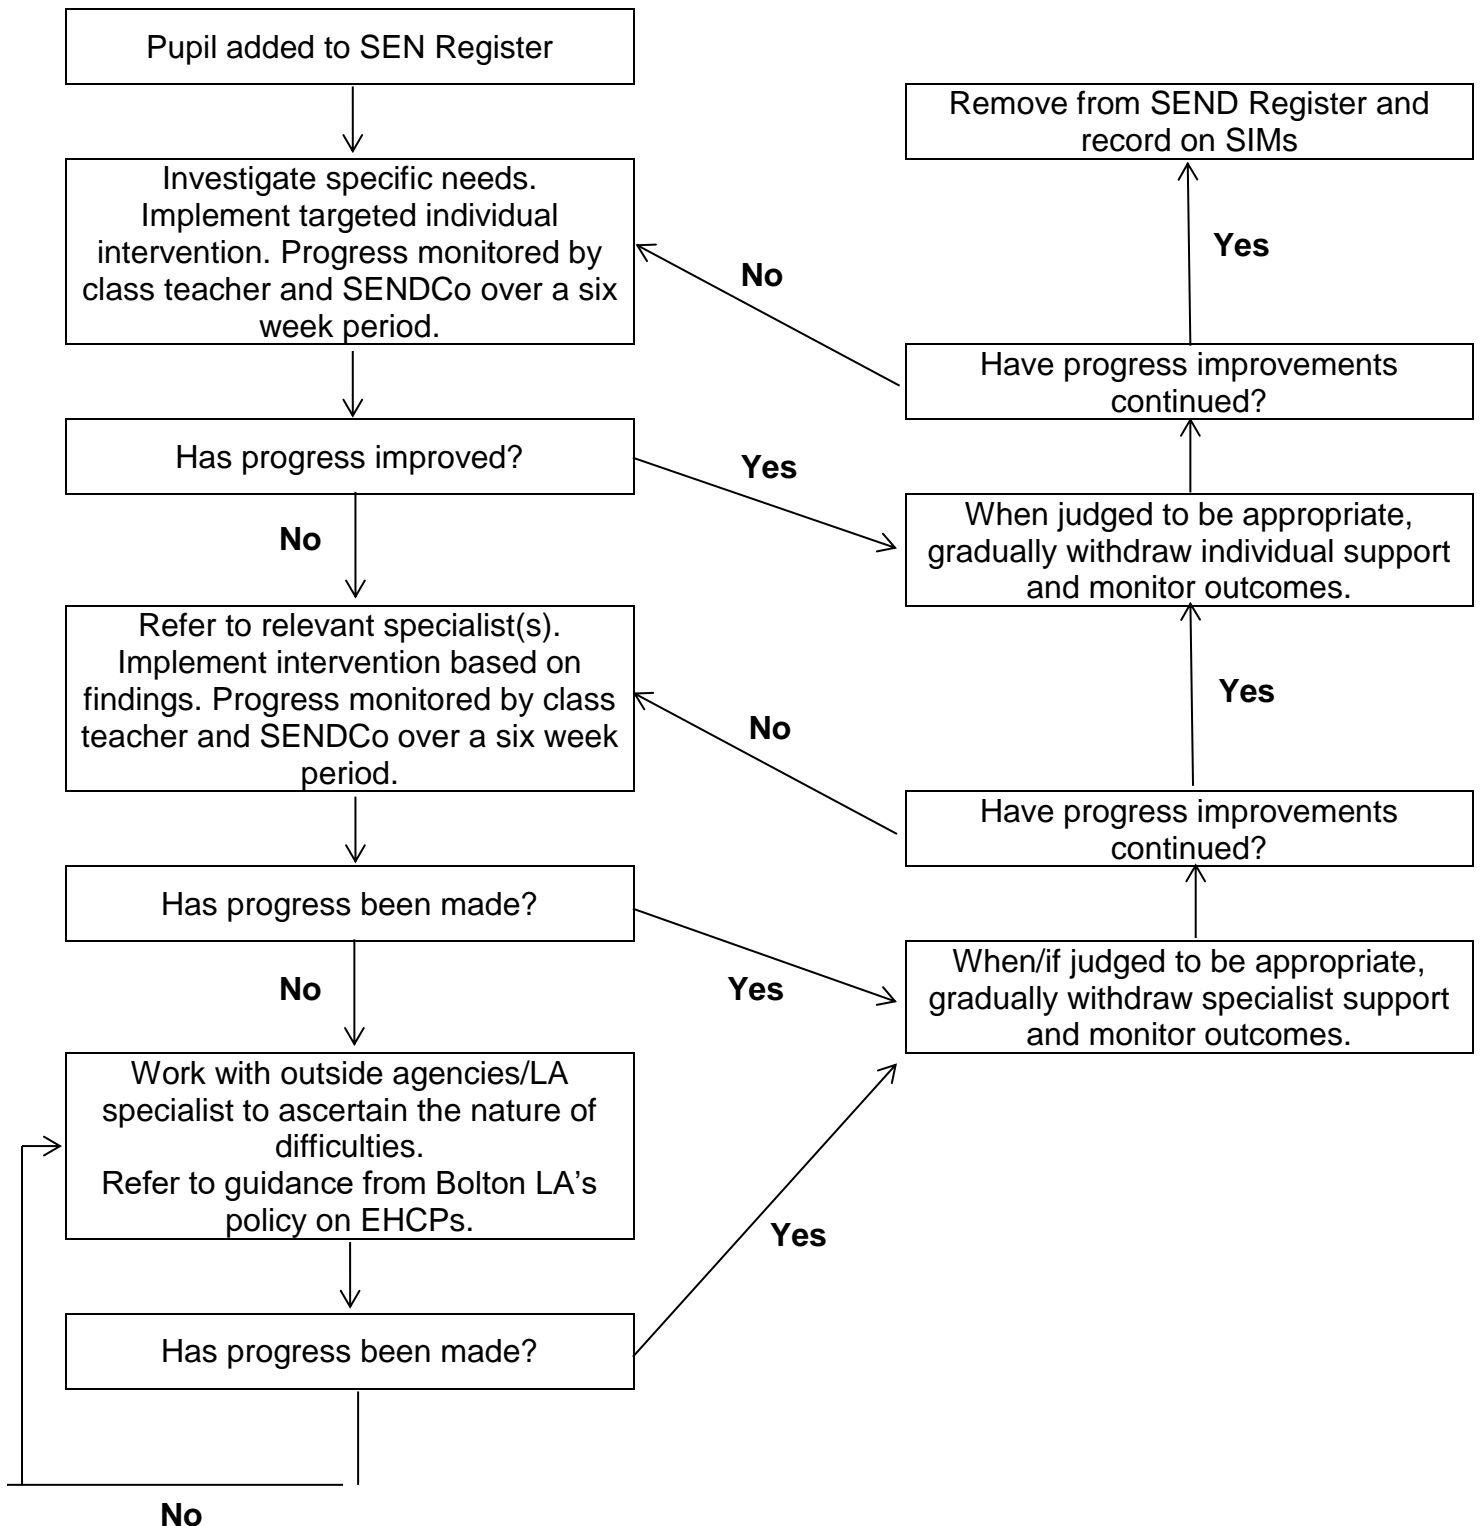 Pupil added to SEN Register
Remove from SEND Register and
record on SIMs
Investigate specific needs.
Implement targeted individual
intervention. Progress monitored by
class teacher and SENDCo over a six
week period.
Yes
No
Have progress improvements
continued?
Has progress improved?
Yes
When judged to be appropriate,
gradually withdraw individual support
and monitor outcomes.
No
Refer to relevant specialist(s).
Implement intervention based on
findings. Progress monitored by class
teacher and SENDCo over a six week
period.
Yes
No
Have progress improvements
continued?
Has progress been made?
When/if judged to be appropriate,
gradually withdraw specialist support
and monitor outcomes.
No
Yes
Work with outside agencies/LA
specialist to ascertain the nature of
difficulties.
Refer to guidance from Bolton LA’s
policy on EHCPs.
Yes
Has progress been made?
No